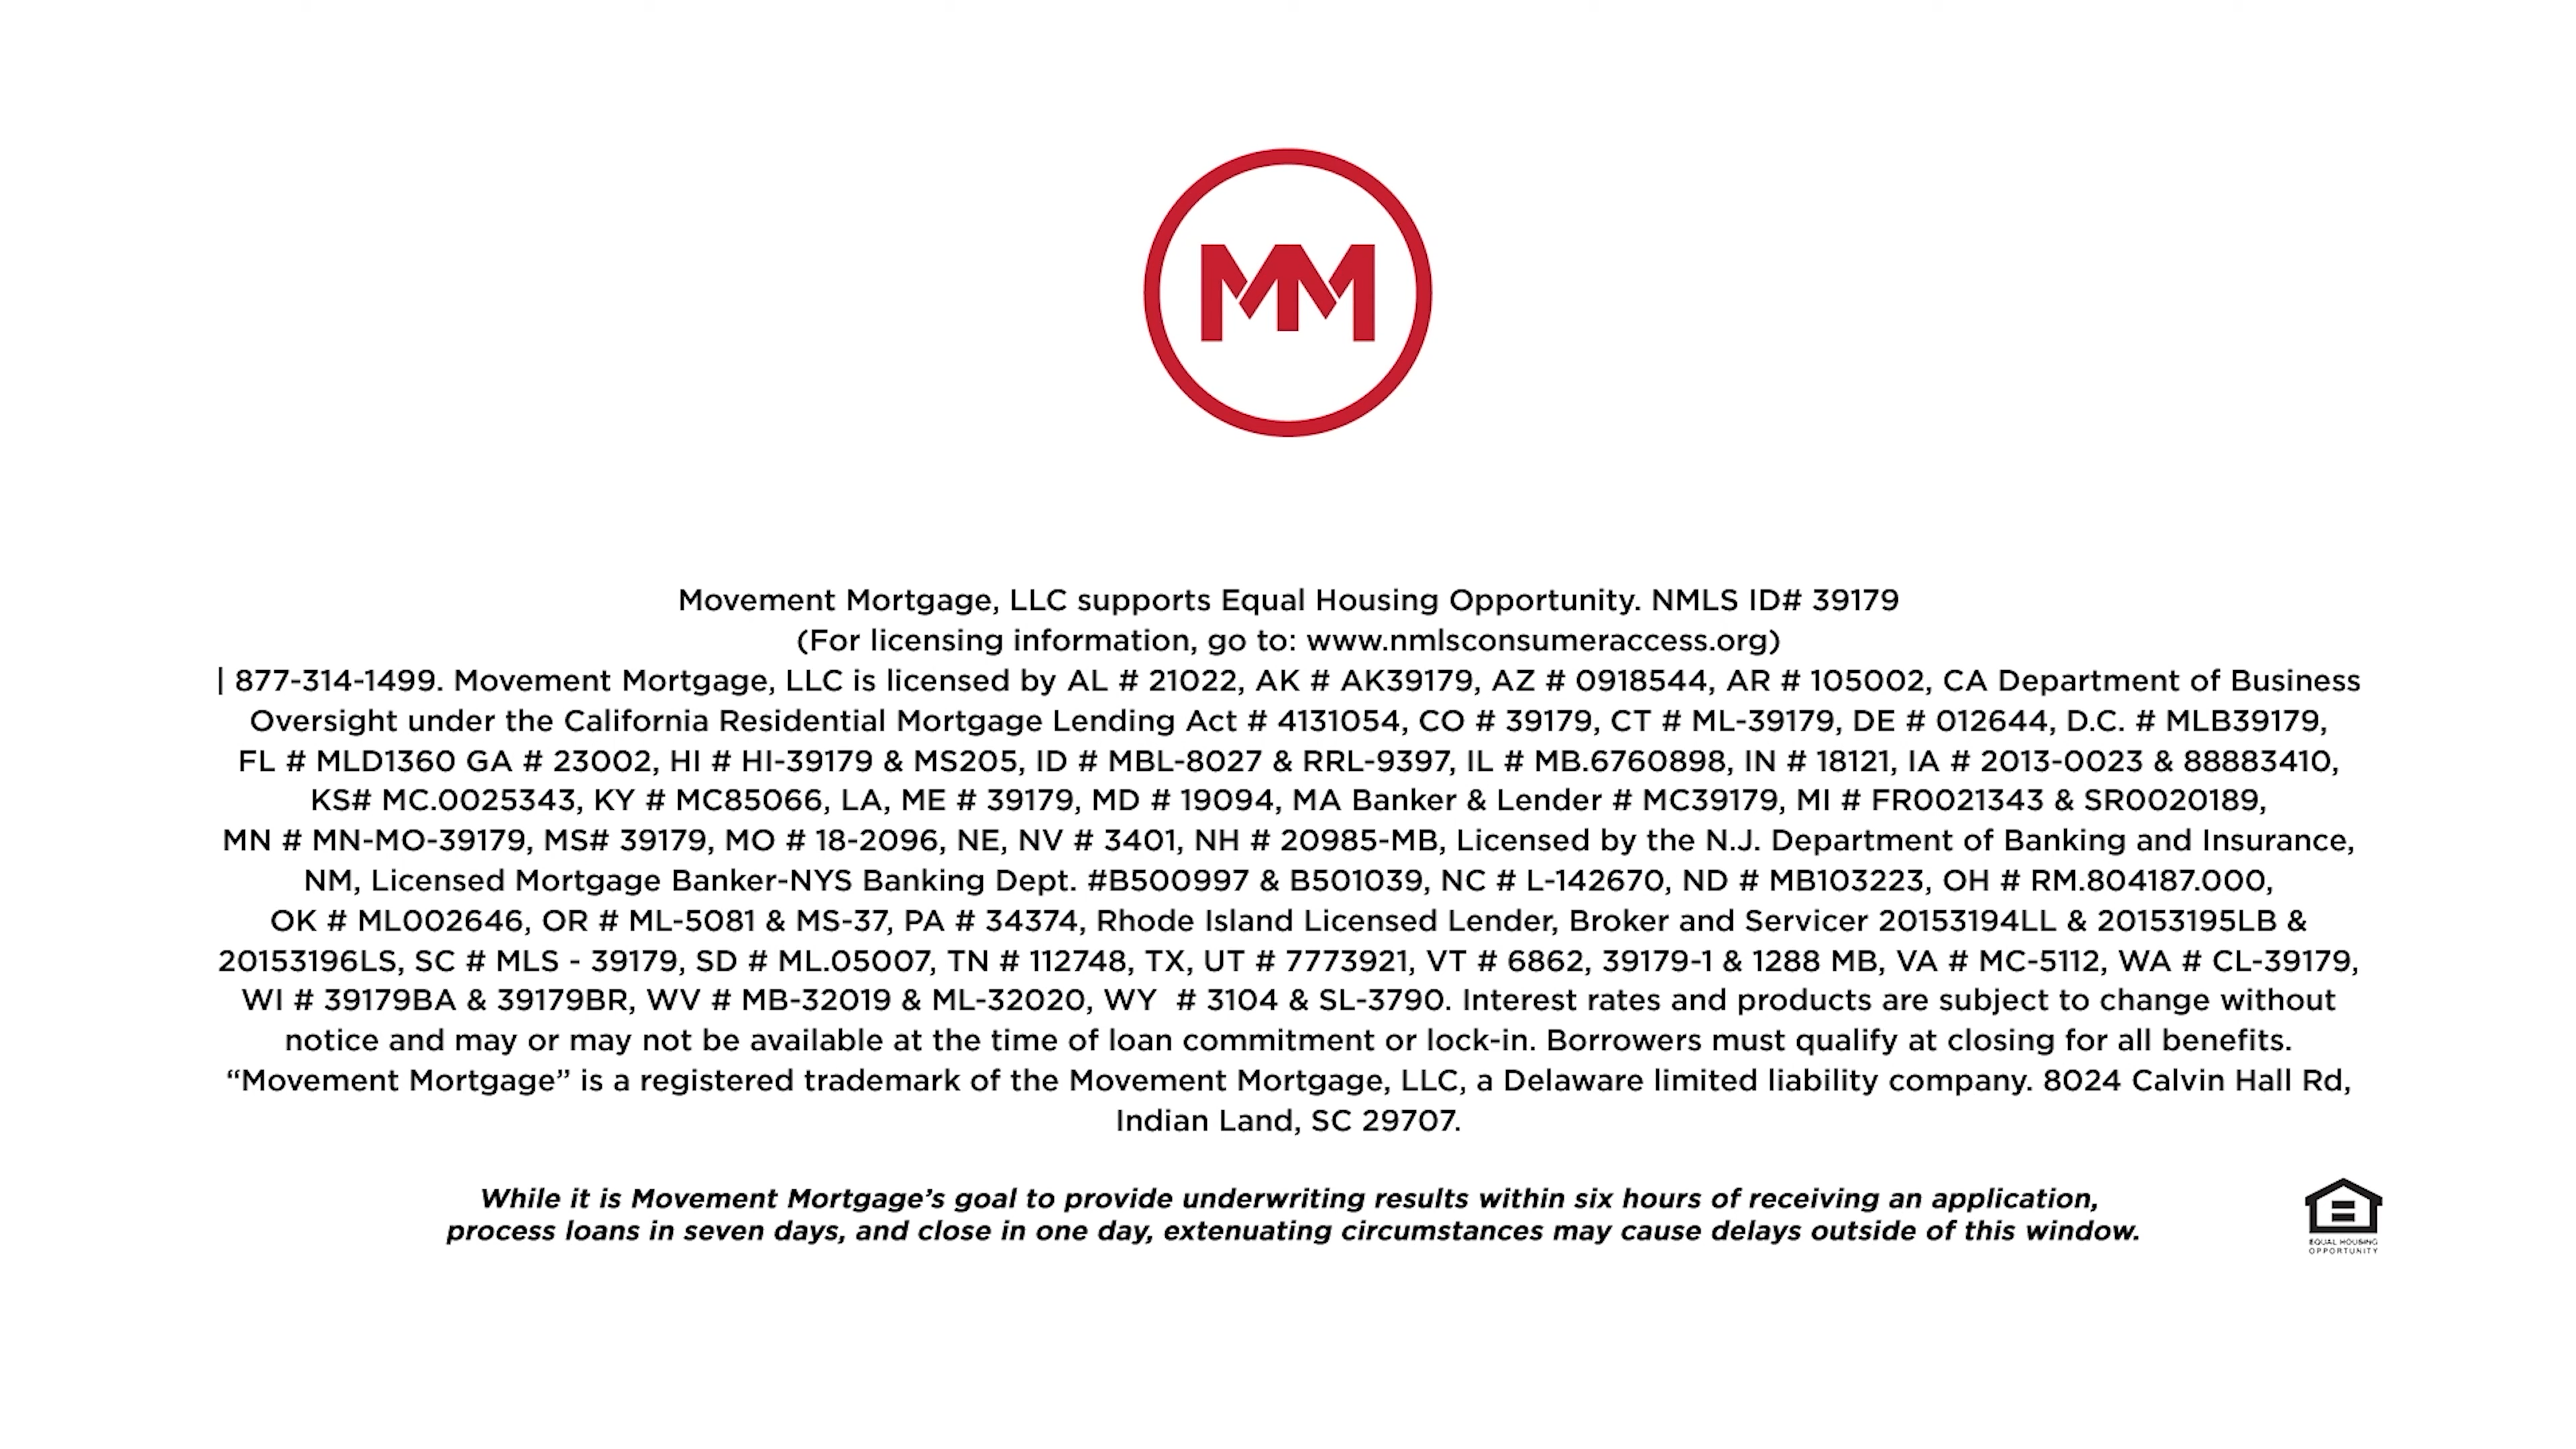 MM
Movement Mortgage, LLC supports Equal Housing Opportunity. NMLS ID# 39179
(For licensing information, go to: www.nmlsconsumeraccess.org)
| 877-314-1499. Movement Mortgage, LLC is licensed by AL # 21022, AK # AK39179, AZ # 0918544, AR # 105002, CA Department of Business
Oversight under the California Residential Mortgage Lending Act # 4131054, CO # 39179, CT # ML-39179, DE # 012644, D.C. # MLB39179,
FL # MLD1360 GA # 23002, HI # HI-39179 & MS205, ID # MBL-8027 & RRL-9397, IL # MB.6760898, IN # 18121, IA # 2013-0023 & 88883410,
KS# MC.0025343, KY # MC85066, LA, ME # 39179, MD # 19094, MA Banker & Lender # MC39179, MI # FR0021343 & SR0020189,
MN # MN-MO-39179, MS# 39179, MO # 18-2096, NE, NV # 3401, NH # 20985-MB, Licensed by the N.J. Department of Banking and Insurance,
NM, Licensed Mortgage Banker-NYS Banking Dept. #B500997 & B501039, NC # L-142670, ND # MB103223, OH # RM.804187.000,
OK # ML002646, OR # ML-5081 & MS-37, PA # 34374, Rhode Island Licensed Lender, Broker and Servicer 20153194LL & 20153195LB &
20153196LS, SC # MLS - 39179, SD # ML.05007, TN # 112748, TX, UT # 7773921, VT # 6862, 39179-1 & 1288 MB, VA # MC-5112, WA # CL-39179,
WI # 39179BA & 39179BR, WV # MB-32019 & ML-32020, WY  # 3104 & SL-3790. Interest rates and products are subject to change without
notice and may or may not be available at the time of loan commitment or lock-in. Borrowers must qualify at closing for all benefits.
“Movement Mortgage” is a registered trademark of the Movement Mortgage, LLC, a Delaware limited liability company. 8024 Calvin Hall Rd,
Indian Land, SC 29707.
While it is Movement Mortgage’s goal to provide underwriting results within six hours of receiving an application,
process loans in seven days, and close in one day, extenuating circumstances may cause delays outside of this window.
EQUAL HOUSING
OPPORTUNITY